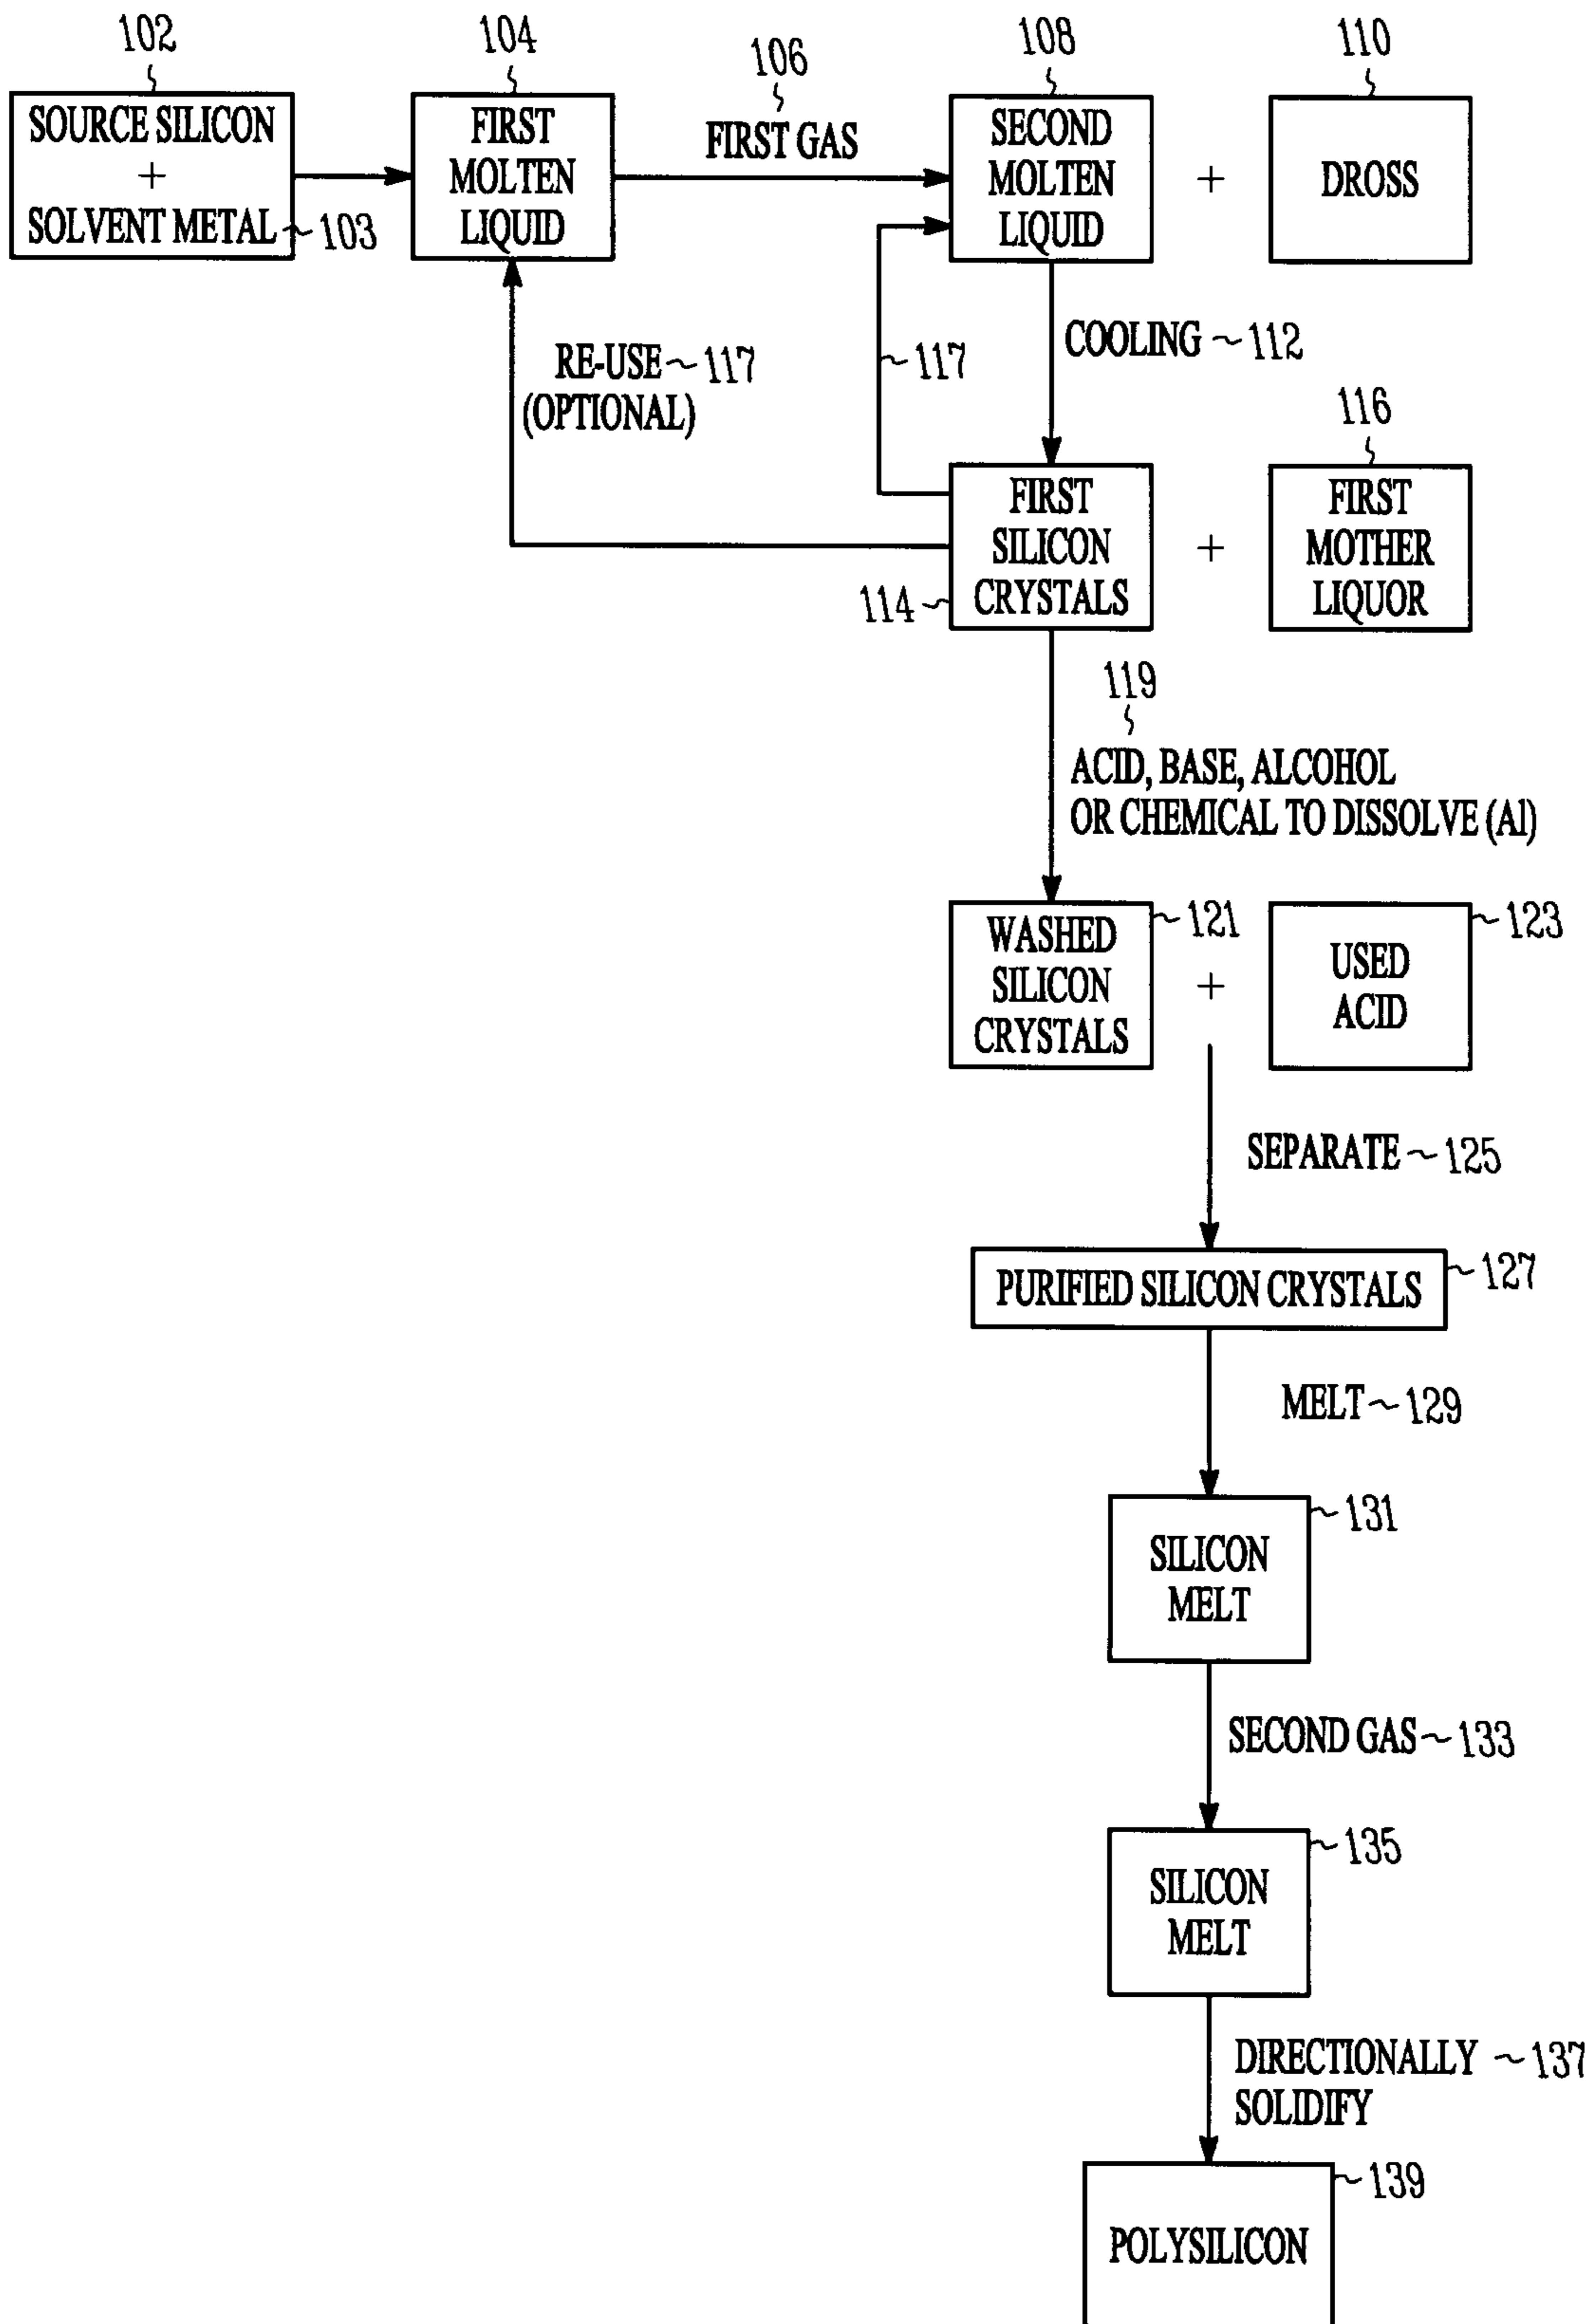 102
SOURCE SILICON
+
SOLVENT METAL 103
104
FIRST
MOLTEN
LIQUID
106
FIRST GAS
108
SECOND
MOLTEN
LIQUID
+
110
DROSS
RE-USE 117
(OPTIONAL)
117
COOLING 112
114
FIRST
SILICON
CRYSTALS
+
116
FIRST
MOTHER
LIQUOR
119
ACID, BASE, ALCOHOL
OR CHEMICAL TO DISSOLVE (Al)
WASHED
SILICON
CRYSTALS
121
+
USED
ACID
123
SEPARATE 125
PURIFIED SILICON CRYSTALS 127
MELT 129
SILICON
MELT
131
SECOND GAS 133
SILICON
MELT
135
DIRECTIONALLY 137
SOLIDIFY
139
POLYSILICON